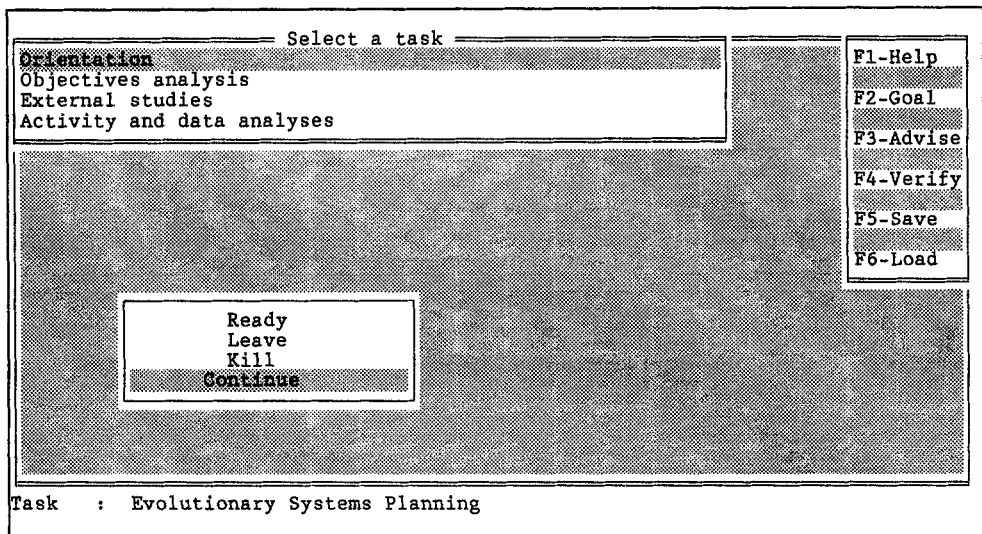 Select a task
Orientation
Objectives analysis
External studies
Activity and data analyses
F1-Help
F2-Goal
F3-Advise
F4-Verify
F5-Save
F6-Load
Ready
Leave
Kill
Continue
Task : Evolutionary Systems Planning